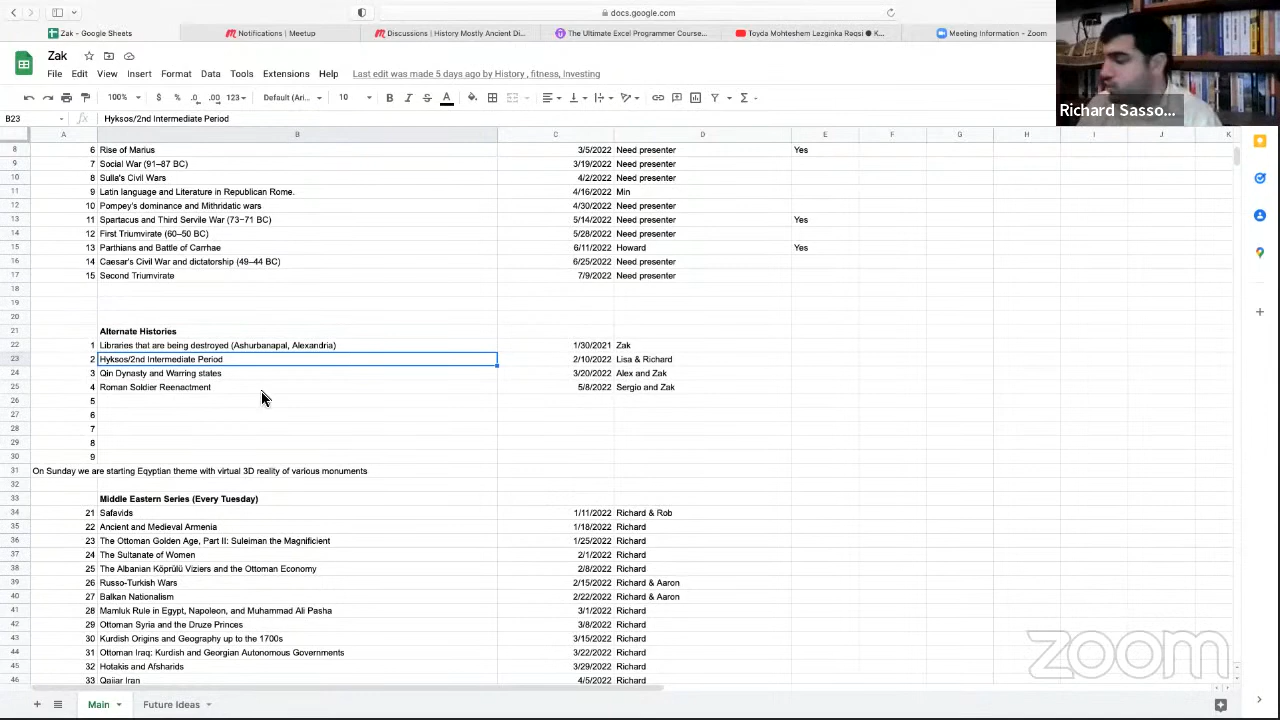 docs.google.com
Zak - Google Sheets
Notifications | Meetup
Discussions | History Mostly Ancient Di...
The Ultimate Excel Programmer Course...
Toyda Mohteshem Lezginka Rəqsi ● K...
Meeting Information - Zoom
Zak
File Edit View Insert Format Data Tools Extensions Help Last edit was made 5 days ago by History , fitness, Investing
100% $ % .0 .00 123 Default (Ari... 10 B I S A
Richard Sasso...
B23 fx Hyksos/2nd Intermediate Period
A B C D E F G H I J K
8 6 Rise of Marius 3/5/2022 Need presenter Yes
9 7 Social War (91–87 BC) 3/19/2022 Need presenter
10 8 Sulla's Civil Wars 4/2/2022 Need presenter
11 9 Latin language and Literature in Republican Rome. 4/16/2022 Min
12 10 Pompey's dominance and Mithridatic wars 4/30/2022 Need presenter
13 11 Spartacus and Third Servile War (73–71 BC) 5/14/2022 Need presenter Yes
14 12 First Triumvirate (60–50 BC) 5/28/2022 Need presenter
15 13 Parthians and Battle of Carrhae 6/11/2022 Howard Yes
16 14 Caesar's Civil War and dictatorship (49–44 BC) 6/25/2022 Need presenter
17 15 Second Triumvirate 7/9/2022 Need presenter
18
19
20
21 Alternate Histories
22 1 Libraries that are being destroyed (Ashurbanapal, Alexandria) 1/30/2021 Zak
23 2 Hyksos/2nd Intermediate Period 2/10/2022 Lisa & Richard
24 3 Qin Dynasty and Warring states 3/20/2022 Alex and Zak
25 4 Roman Soldier Reenactment 5/8/2022 Sergio and Zak
26 5
27 6
28 7
29 8
30 9
31 On Sunday we are starting Egyptian theme with virtual 3D reality of various monuments
32
33 Middle Eastern Series (Every Tuesday)
34 21 Safavids 1/11/2022 Richard & Rob
35 22 Ancient and Medieval Armenia 1/18/2022 Richard
36 23 The Ottoman Golden Age, Part II: Suleiman the Magnificient 1/25/2022 Richard
37 24 The Sultanate of Women 2/1/2022 Richard
38 25 The Albanian Köprülü Viziers and the Ottoman Economy 2/8/2022 Richard
39 26 Russo-Turkish Wars 2/15/2022 Richard & Aaron
40 27 Balkan Nationalism 2/22/2022 Richard & Aaron
41 28 Mamluk Rule in Egypt, Napoleon, and Muhammad Ali Pasha 3/1/2022 Richard
42 29 Ottoman Syria and the Druze Princes 3/8/2022 Richard
43 30 Kurdish Origins and Geography up to the 1700s 3/15/2022 Richard
44 31 Ottoman Iraq: Kurdish and Georgian Autonomous Governments 3/22/2022 Richard
45 32 Hotakis and Afsharids 3/29/2022 Richard
46 33 Qajjar Iran 4/5/2022 Richard
zoom
Main Future Ideas